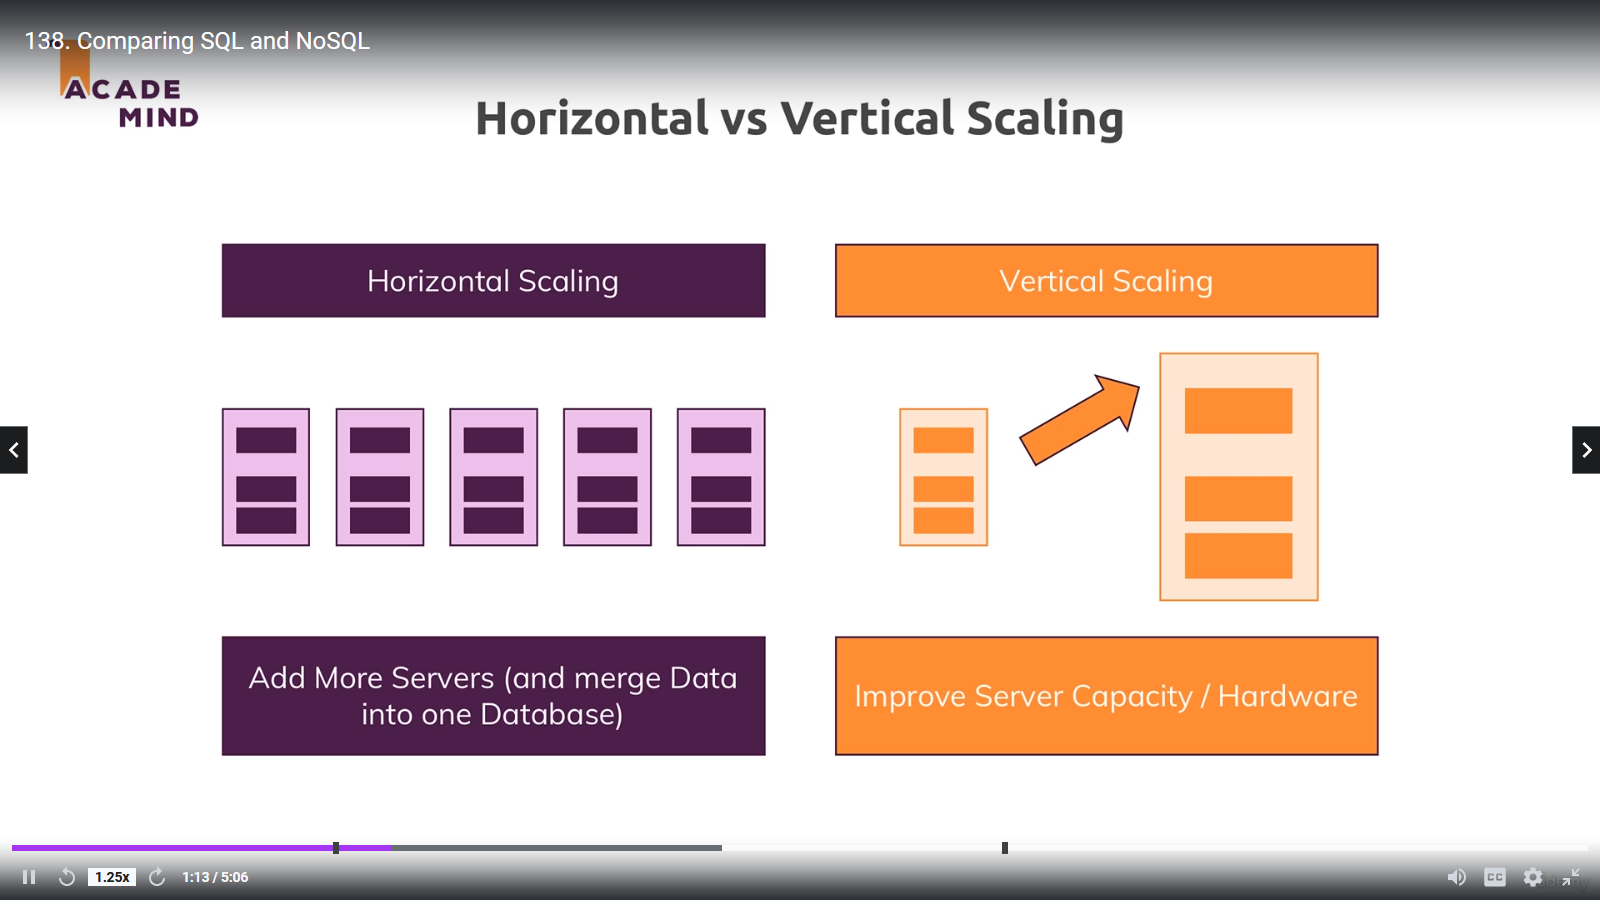 138. Comparing SQL and NoSQL
ACADE
MIND
Horizontal vs Vertical Scaling
Horizontal Scaling
Vertical Scaling
Add More Servers (and merge Data
into one Database)
Improve Server Capacity / Hardware
1.25x
1:13 / 5:06
CC